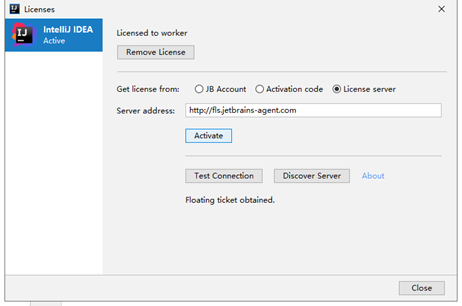 Licenses
IntelliJ IDEA
Active
Licensed to worker
Remove License
Get license from: JB Account Activation code License server
Server address: http://fls.jetbrains-agent.com
Activate
Test Connection Discover Server About
Floating ticket obtained.
Close